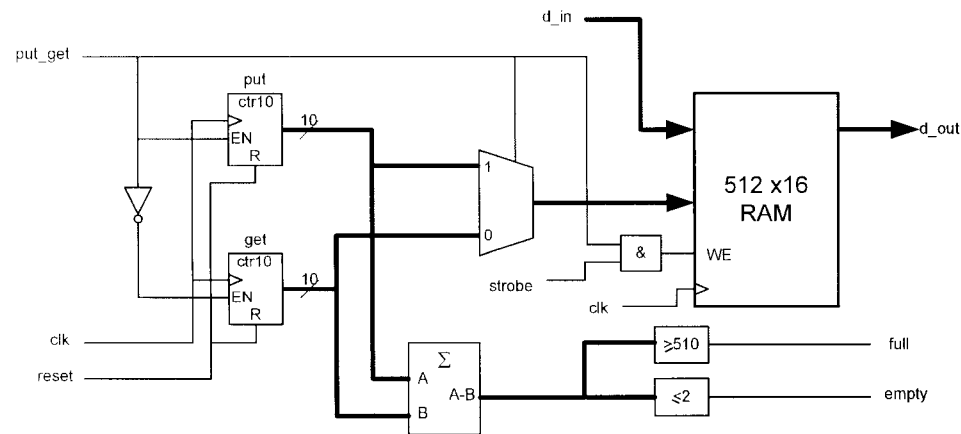 d_in
put_get
put
ctr10
EN
R
10
1
0
512 x16
RAM
d_out
WE
clk
&
strobe
get
ctr10
EN
R
10
clk
reset
Σ
A
B
A-B
≥510
full
≤2
empty